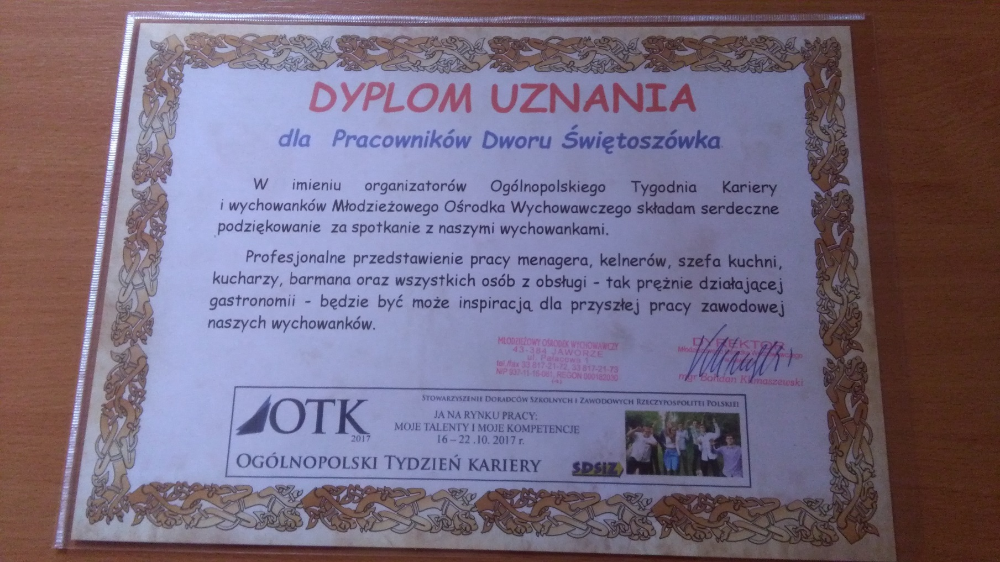 DYPLOM UZNANIA
dla Pracowników Dworu Świętoszówka
W imieniu organizatorów Ogólnopolskiego Tygodnia Kariery
i wychowanków Młodzieżowego Ośrodka Wychowawczego składam serdeczne
podziękowanie za spotkanie z naszymi wychowankami.
Profesjonalne przedstawienie pracy menagera, kelnerów, szefa kuchni,
kucharzy, barmana oraz wszystkich osób z obsługi - tak prężnie działającej
gastronomii - będzie być może inspiracją dla przyszłej pracy zawodowej
naszych wychowanków.
MŁODZIEŻOWY OŚRODEK WYCHOWAWCZY
43-384 JAWORZE
ul. Pałacowa 1
tel./fax 33 817-21-72, 33 817-21-73
NIP 937-11-16-081, REGON 000182030
(-4)
DYREKTOR
Młodzieżowego Ośrodka Wychowawczego
mgr Bohdan Klimaszewski
OTK
2017
STOWARZYSZENIE DORADCÓW SZKOLNYCH I ZAWODOWYCH RZECZYPOSPOLITEJ POLSKIEJ
JA NA RYNKU PRACY:
MOJE TALENTY I MOJE KOMPETENCJE
16 – 22 .10. 2017 r.
OGÓLNOPOLSKI TYDZIEŃ KARIERY
SDSIZ